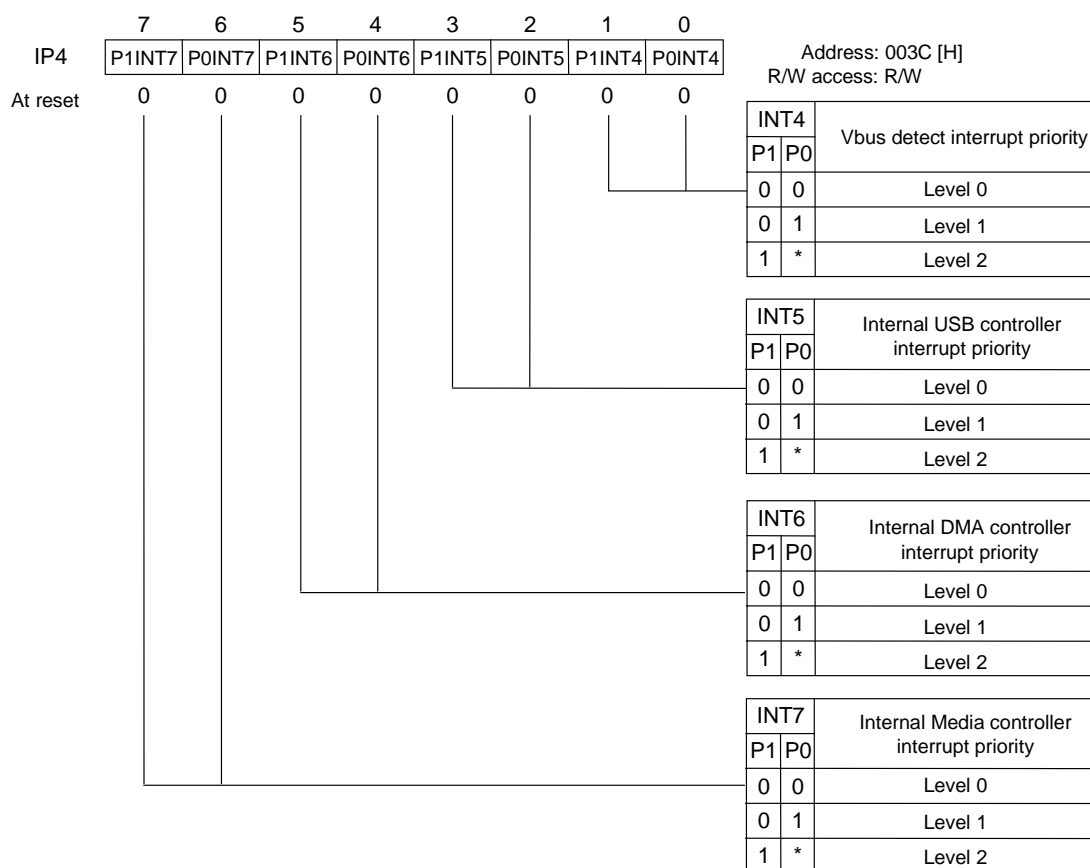 7 6 5 4 3 2 1 0
IP4 P1INT7 P0INT7 P1INT6 P0INT6 P1INT5 P0INT5 P1INT4 P0INT4
At reset 0 0 0 0 0 0 0 0
Address: 003C [H]
R/W access: R/W
INT4 Vbus detect interrupt priority
P1 P0
0 0 Level 0
0 1 Level 1
1 * Level 2
INT5 Internal USB controller
interrupt priority
P1 P0
0 0 Level 0
0 1 Level 1
1 * Level 2
INT6 Internal DMA controller
interrupt priority
P1 P0
0 0 Level 0
0 1 Level 1
1 * Level 2
INT7 Internal Media controller
interrupt priority
P1 P0
0 0 Level 0
0 1 Level 1
1 * Level 2